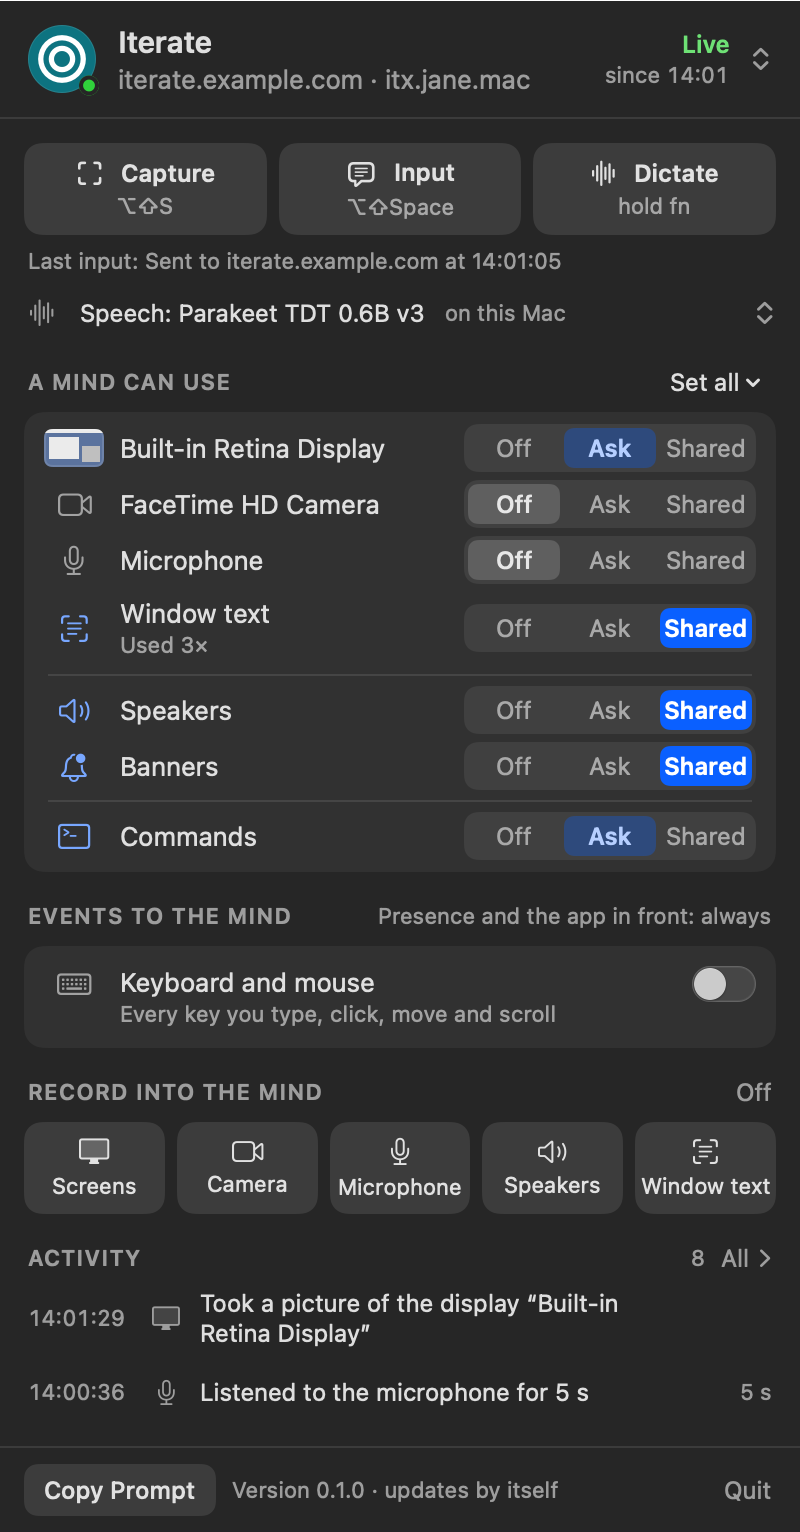 Iterate
iterate.example.com · itx.jane.mac
Live
since 14:01
Capture
⌥⇧S
Input
⌥⇧Space
Dictate
hold fn
Last input: Sent to iterate.example.com at 14:01:05
Speech: Parakeet TDT 0.6B v3 on this Mac
A MIND CAN USE
Set all
Built-in Retina Display Off Ask Shared
FaceTime HD Camera Off Ask Shared
Microphone Off Ask Shared
Window text Off Ask Shared
Used 3×
Speakers Off Ask Shared
Banners Off Ask Shared
Commands Off Ask Shared
EVENTS TO THE MIND Presence and the app in front: always
Keyboard and mouse
Every key you type, click, move and scroll
RECORD INTO THE MIND Off
Screens
Camera
Microphone
Speakers
Window text
ACTIVITY 8 All
14:01:29 Took a picture of the display “Built-in
Retina Display”
14:00:36 Listened to the microphone for 5 s 5 s
Copy Prompt Version 0.1.0 · updates by itself Quit